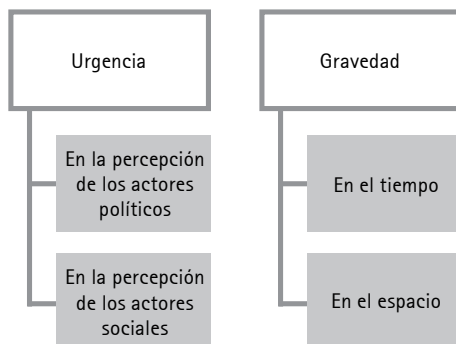 Urgencia
En la percepción
de los actores
políticos
En la percepción
de los actores
sociales
Gravedad
En el tiempo
En el espacio